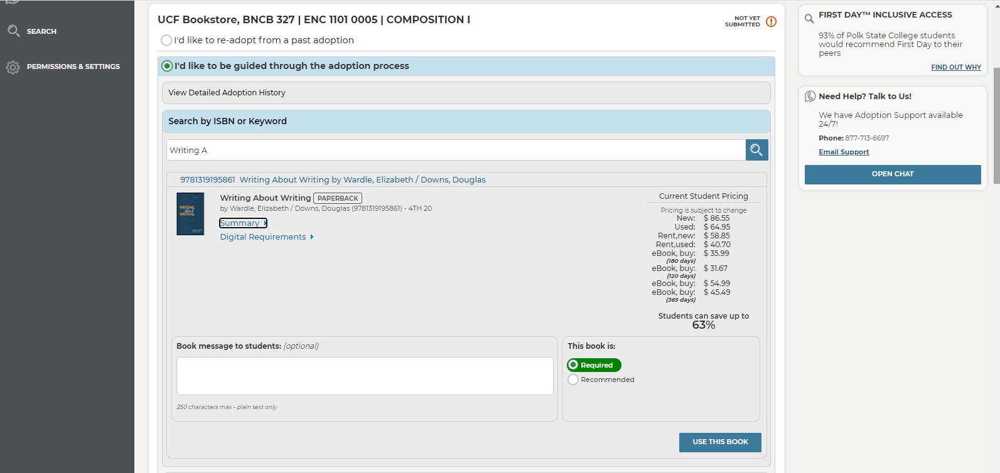 SEARCH
PERMISSIONS & SETTINGS
UCF Bookstore, BNCB 327 | ENC 1101 0005 | COMPOSITION I
NOT YET
SUBMITTED
I'd like to re-adopt from a past adoption
I'd like to be guided through the adoption process
View Detailed Adoption History
Search by ISBN or Keyword
Writing A
9781319195861 Writing About Writing by Wardle, Elizabeth / Downs, Douglas
WRITING
about
WRITING
Writing About Writing PAPERBACK
by Wardle, Elizabeth / Downs, Douglas (9781319195861) - 4TH 20
Summary
Digital Requirements
Current Student Pricing
Pricing is subject to change
New: $ 86.55
Used: $ 64.95
Rent,new: $ 58.85
Rent,used: $ 40.70
eBook, buy: $ 35.99
(180 days)
eBook, buy: $ 31.67
(120 days)
eBook, buy: $ 54.99
eBook, buy: $ 45.49
(365 days)
Students can save up to
63%
Book message to students: (optional)
250 characters max - plain text only
This book is:
Required
Recommended
USE THIS BOOK
FIRST DAY™ INCLUSIVE ACCESS
93% of Polk State College students
would recommend First Day to their
peers
FIND OUT WHY
Need Help? Talk to Us!
We have Adoption Support available
24/7!
Phone: 877-713-6697
Email Support
OPEN CHAT